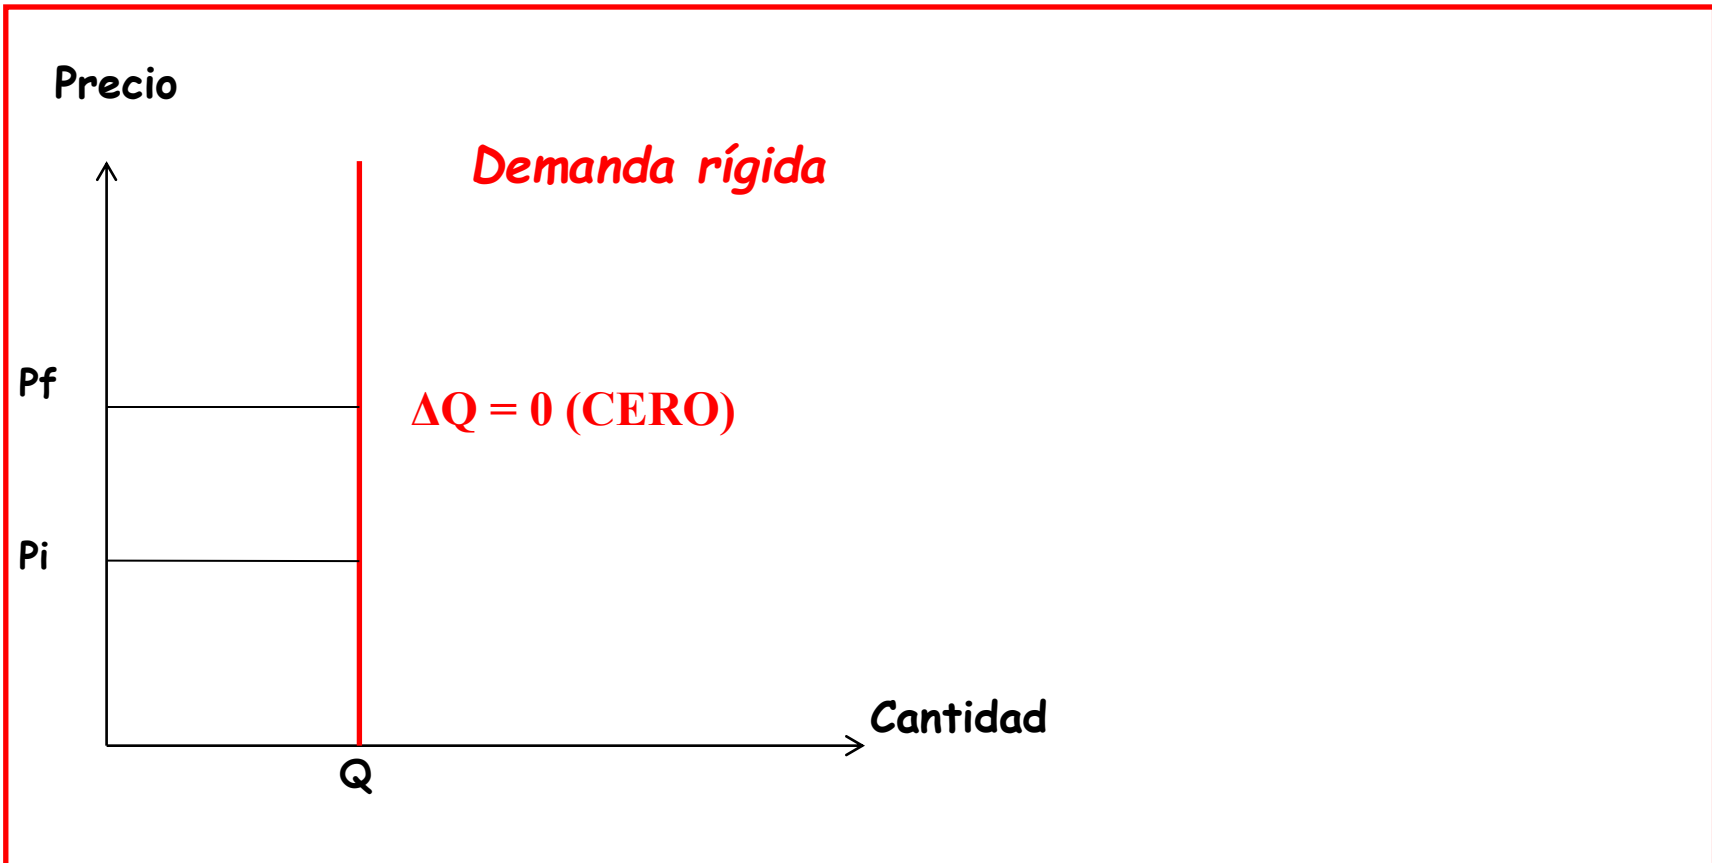 Precio
Demanda rígida
Pf
ΔQ = 0 (CERO)
Pi
Cantidad
Q